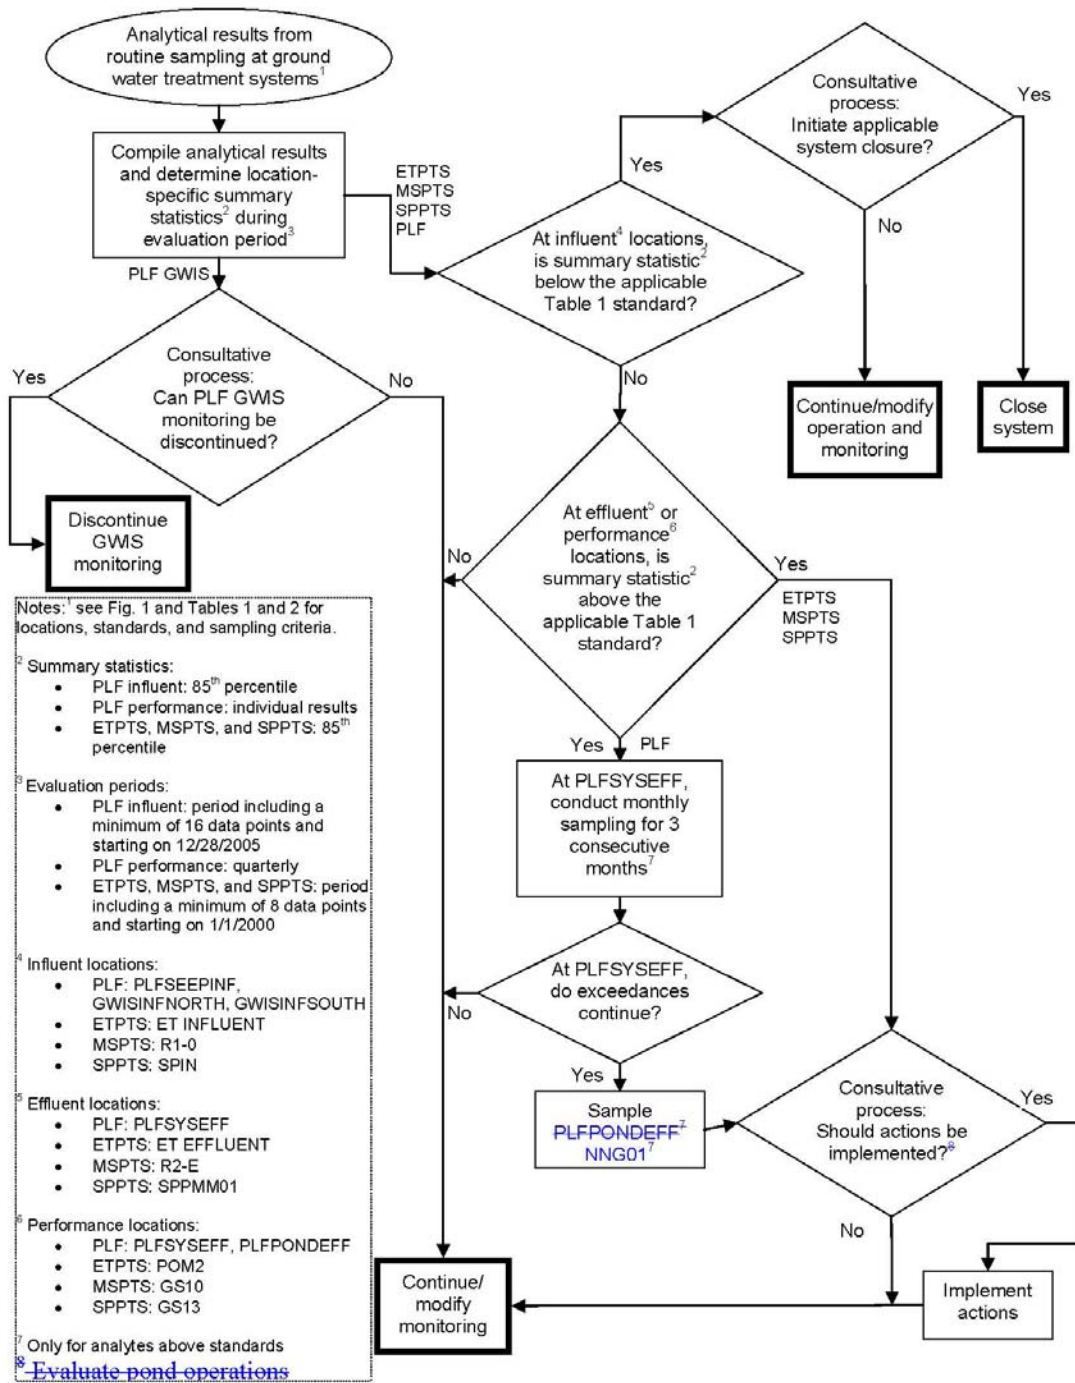 Analytical results from
routine sampling at ground
water treatment systems1
Compile analytical results
and determine location-
specific summary
statistics2 during
evaluation period3
ETPTS
MSPTS
SPPTS
PLF
PLF GWIS
Consultative
process:
Can PLF GWIS
monitoring be
discontinued?
Yes
No
Discontinue
GWIS
monitoring
At influent4 locations,
is summary statistic2
below the applicable
Table 1 standard?
Yes
No
Consultative
process:
Initiate applicable
system closure?
Yes
No
Continue/modify
operation and
monitoring
Close
system
At effluent5 or
performance6
locations, is
summary statistic2
above the
applicable Table 1
standard?
No
Yes
ETPTS
MSPTS
SPPTS
Yes
PLF
At PLFSYSEFF,
conduct monthly
sampling for 3
consecutive
months7
At PLFSYSEFF,
do exceedances
continue?
No
Yes
Sample
PLFPONDEFF7
NNG017
Consultative
process:
Should actions be
implemented?8
Yes
No
Implement
actions
Continue/
modify
monitoring
Notes:1 see Fig. 1 and Tables 1 and 2 for
locations, standards, and sampling criteria.
2 Summary statistics:
• PLF influent: 85th percentile
• PLF performance: individual results
• ETPTS, MSPTS, and SPPTS: 85th
percentile
3 Evaluation periods:
• PLF influent: period including a
minimum of 16 data points and
starting on 12/28/2005
• PLF performance: quarterly
• ETPTS, MSPTS, and SPPTS: period
including a minimum of 8 data points
and starting on 1/1/2000
4 Influent locations:
• PLF: PLFSEEPINF,
GWISINFNORTH, GWISINFSOUTH
• ETPTS: ET INFLUENT
• MSPTS: R1-0
• SPPTS: SPIN
5 Effluent locations:
• PLF: PLFSYSEFF
• ETPTS: ET EFFLUENT
• MSPTS: R2-E
• SPPTS: SPPMM01
6 Performance locations:
• PLF: PLFSYSEFF, PLFPONDEFF
• ETPTS: POM2
• MSPTS: GS10
• SPPTS: GS13
7 Only for analytes above standards
8 Evaluate pond operations